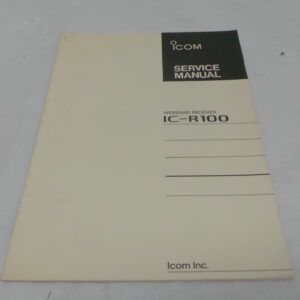 ICOM
SERVICE
MANUAL
WIDEBAND RECEIVER
IC-R100
Icom Inc.